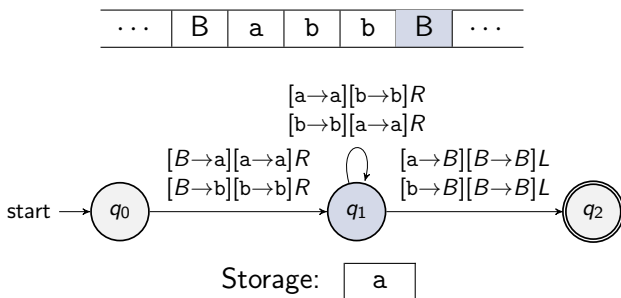 ··· B a b b B ···
[a→a][b→b]R
[b→b][a→a]R
[B→a][a→a]R [a→B][B→B]L
[B→b][b→b]R [b→B][B→B]L
start q₀ q₁ q₂
Storage: a